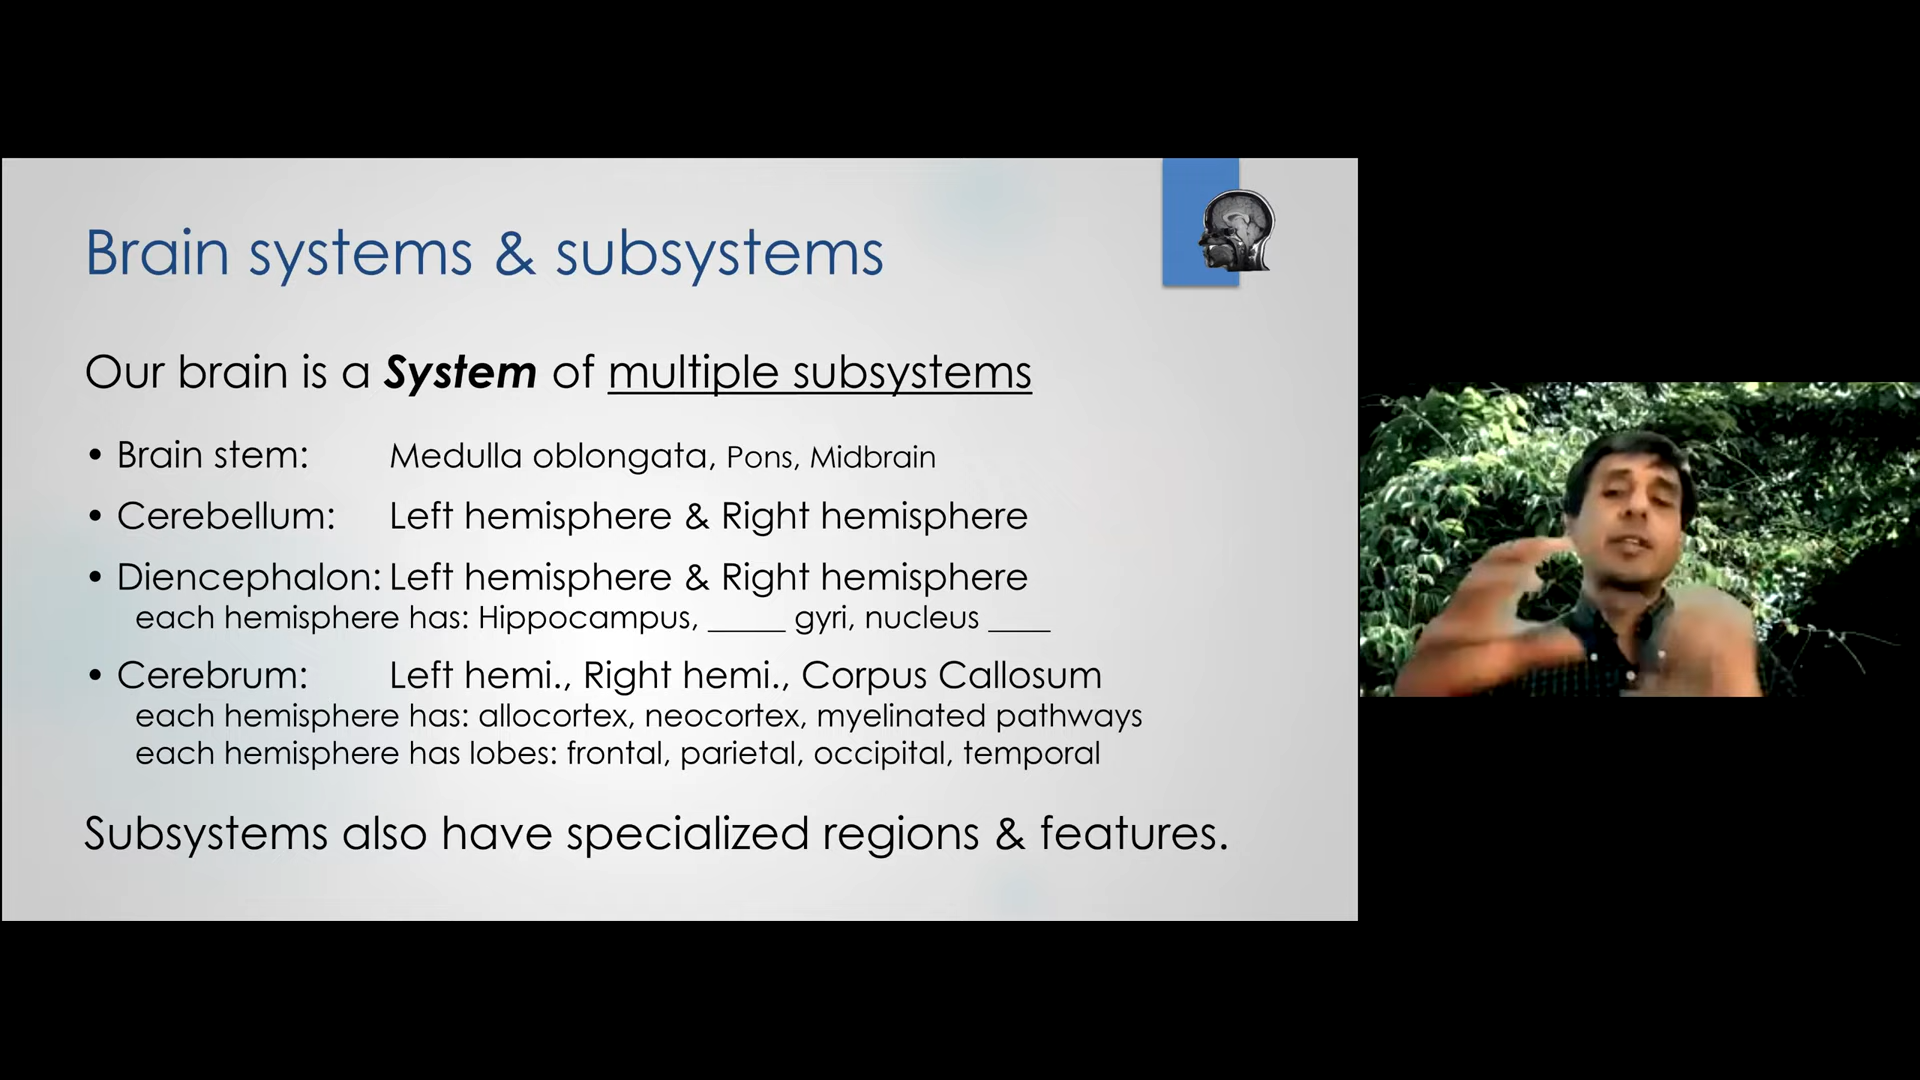 Brain systems & subsystems
Our brain is a System of multiple subsystems
• Brain stem: Medulla oblongata, Pons, Midbrain
• Cerebellum: Left hemisphere & Right hemisphere
• Diencephalon: Left hemisphere & Right hemisphere
each hemisphere has: Hippocampus, _____ gyri, nucleus ____
• Cerebrum: Left hemi., Right hemi., Corpus Callosum
each hemisphere has: allocortex, neocortex, myelinated pathways
each hemisphere has lobes: frontal, parietal, occipital, temporal
Subsystems also have specialized regions & features.